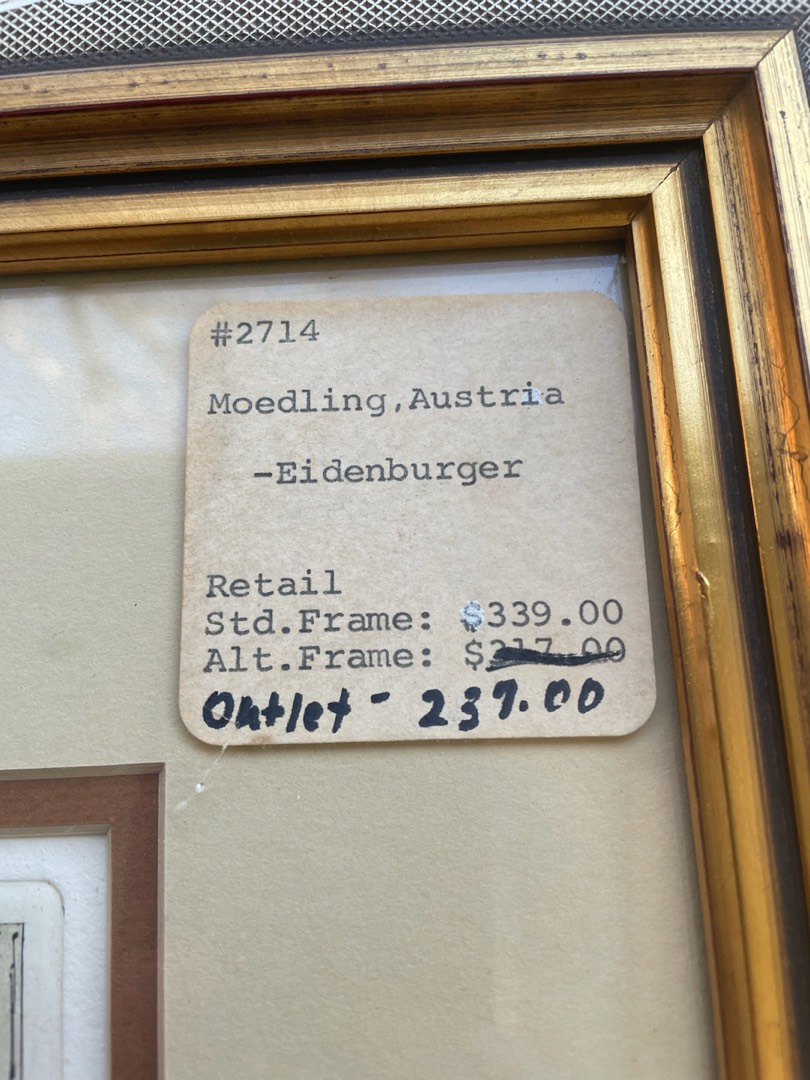 #2714
Moedling,Austria
-Eidenburger
Retail
Std.Frame: $339.00
Alt.Frame: $317.00
Outlet - 237.00